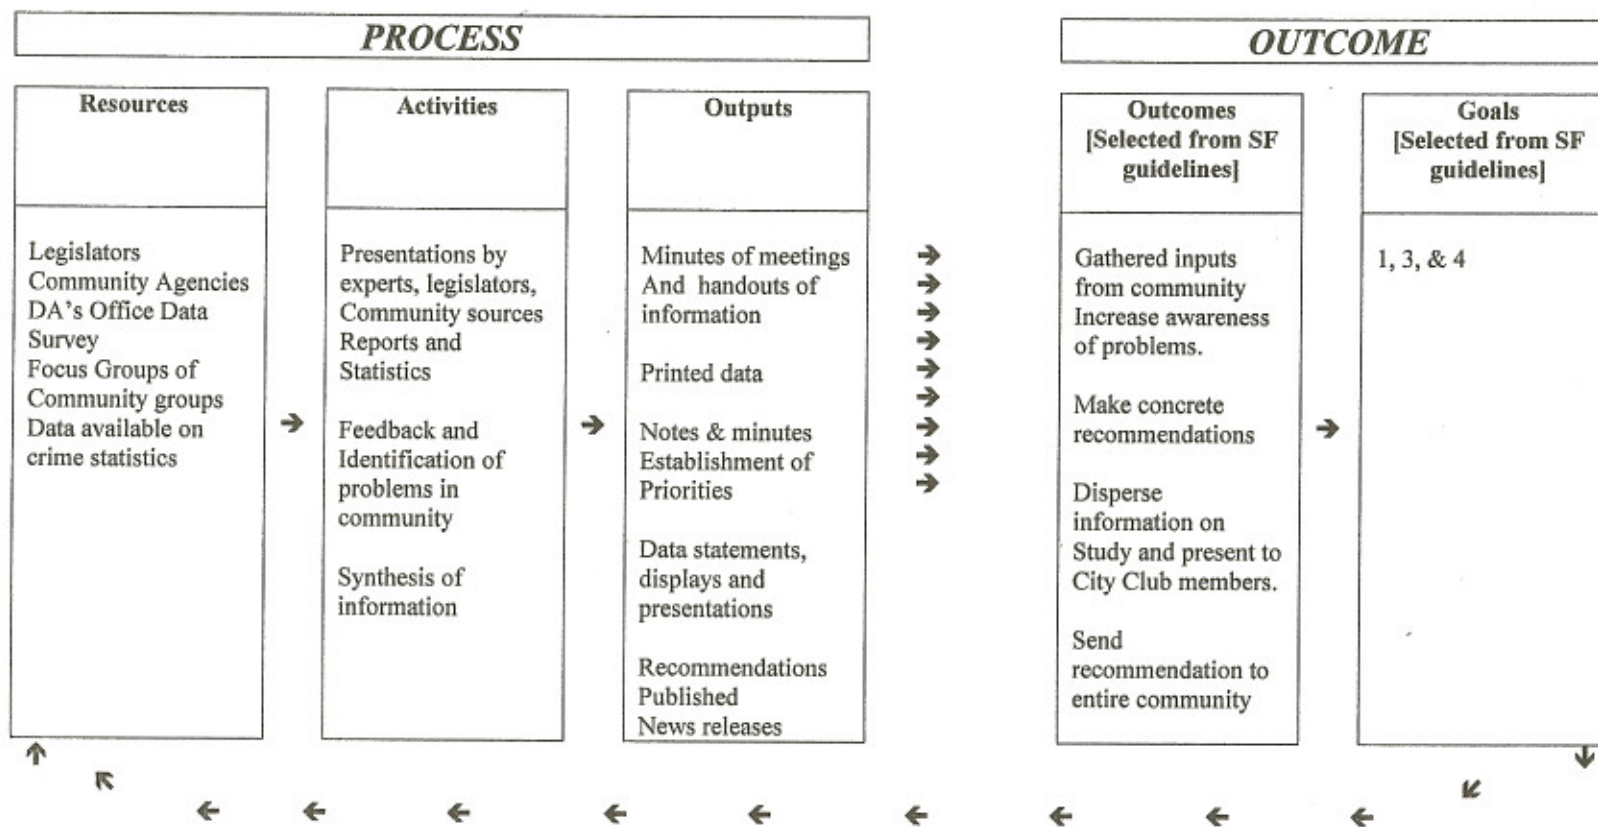 PROCESS
OUTCOME
Resources
Legislators
Community Agencies
DA's Office Data
Survey
Focus Groups of
Community groups
Data available on
crime statistics
Activities
Presentations by
experts, legislators,
Community sources
Reports and
Statistics
Feedback and
Identification of
problems in
community
Synthesis of
information
Outputs
Minutes of meetings
And handouts of
information
Printed data
Notes & minutes
Establishment of
Priorities
Data statements,
displays and
presentations
Recommendations
Published
News releases
Outcomes
[Selected from SF
guidelines]
Gathered inputs
from community
Increase awareness
of problems.
Make concrete
recommendations
Disperse
information on
Study and present to
City Club members.
Send
recommendation to
entire community
Goals
[Selected from SF
guidelines]
1, 3, & 4